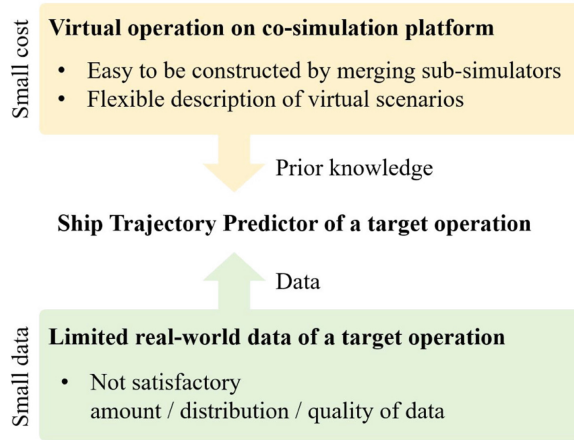 Small cost
Virtual operation on co-simulation platform
• Easy to be constructed by merging sub-simulators
• Flexible description of virtual scenarios
Prior knowledge
Ship Trajectory Predictor of a target operation
Data
Small data
Limited real-world data of a target operation
• Not satisfactory
amount / distribution / quality of data